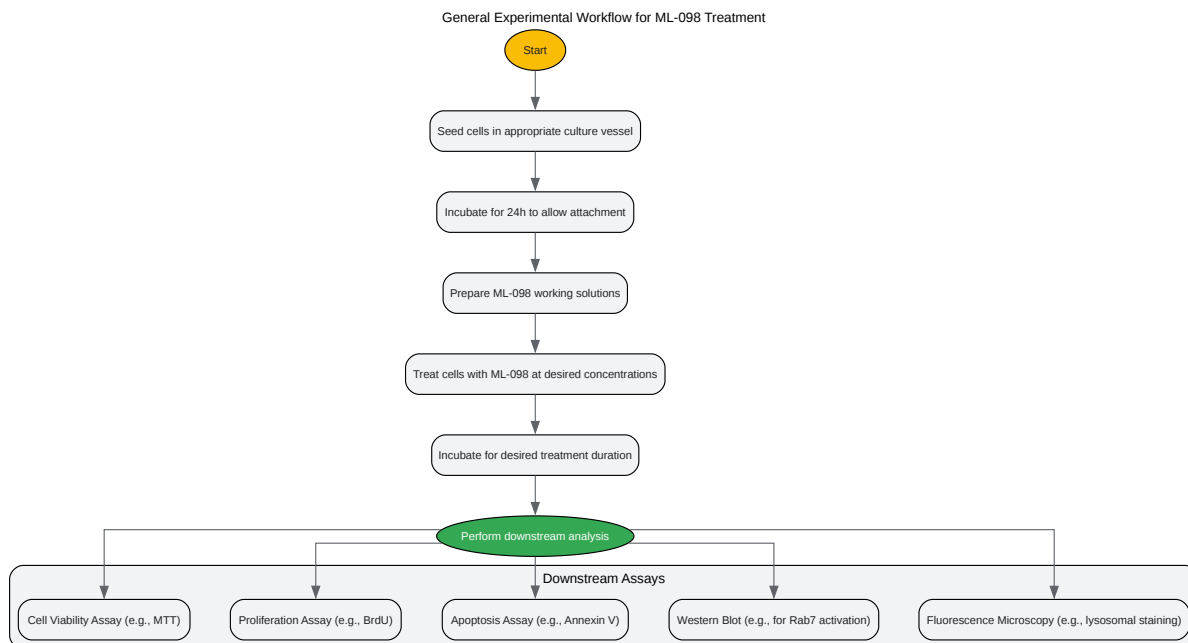 General Experimental Workflow for ML-098 Treatment
Start
Seed cells in appropriate culture vessel
Incubate for 24h to allow attachment
Prepare ML-098 working solutions
Treat cells with ML-098 at desired concentrations
Incubate for desired treatment duration
Perform downstream analysis
Downstream Assays
Cell Viability Assay (e.g., MTT)
Proliferation Assay (e.g., BrdU)
Apoptosis Assay (e.g., Annexin V)
Western Blot (e.g., for Rab7 activation)
Fluorescence Microscopy (e.g., lysosomal staining)